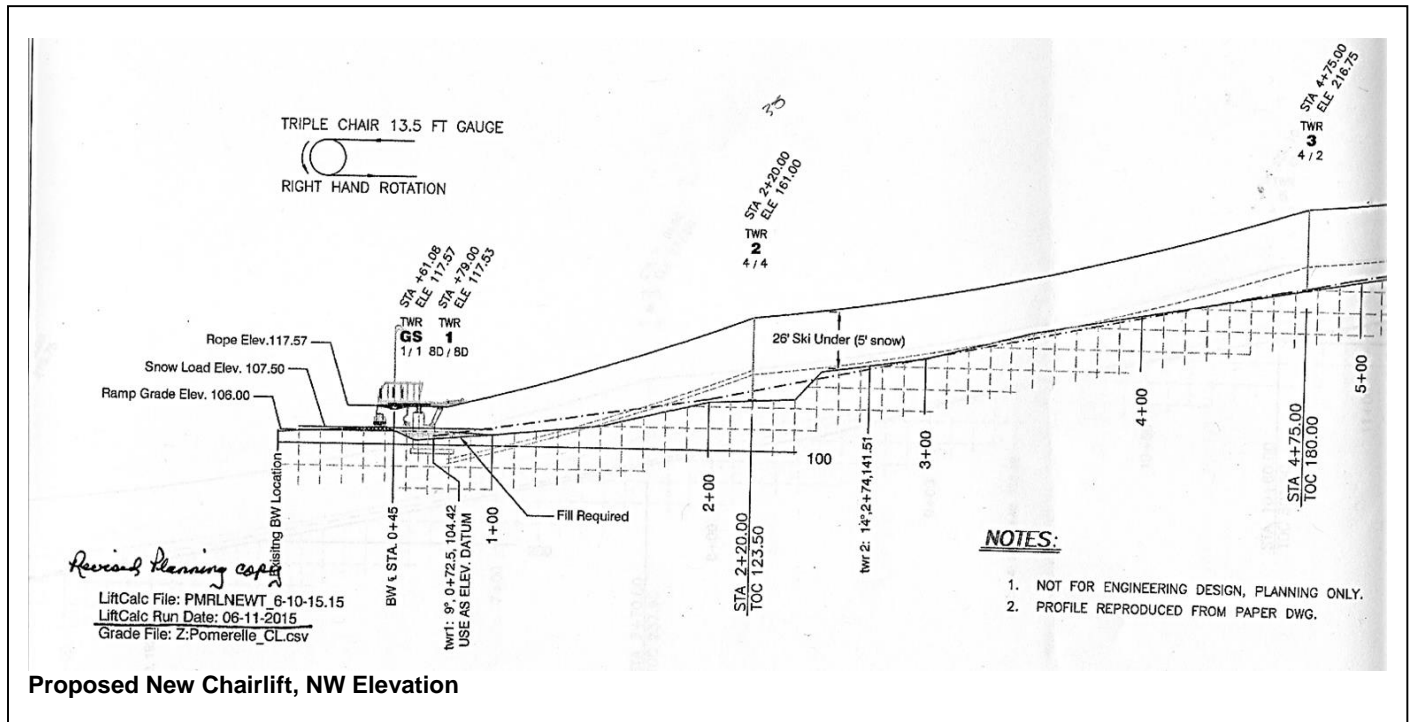 TRIPLE CHAIR 13.5 FT GAUGE
RIGHT HAND ROTATION
35
STA 2+20.00
ELE 161.00
TWR
2
4 / 4
STA 4+75.00
ELE 216.75
TWR
3
4 / 2
STA +61.08
ELE 117.57
TWR
GS
1 / 1
STA +79.00
ELE 117.53
TWR
1
8D / 8D
Rope Elev.117.57
Snow Load Elev. 107.50
Ramp Grade Elev. 106.00
26' Ski Under (5' snow)
Exisitng BW Location
BW ℄ STA. 0+45
twr1: 9°, 0+72.5, 104.42
USE AS ELEV. DATUM
1+00
Fill Required
2+00
STA 2+20.00
TOC 123.50
100
twr 2: 14°,2+74,141.51
3+00
4+00
STA 4+75.00
TOC 180.00
5+00
Revised Planning copy
LiftCalc File: PMRLNEWT_6-10-15.15
LiftCalc Run Date: 06-11-2015
Grade File: Z:Pomerelle_CL.csv
NOTES:
1. NOT FOR ENGINEERING DESIGN, PLANNING ONLY.
2. PROFILE REPRODUCED FROM PAPER DWG.
Proposed New Chairlift, NW Elevation